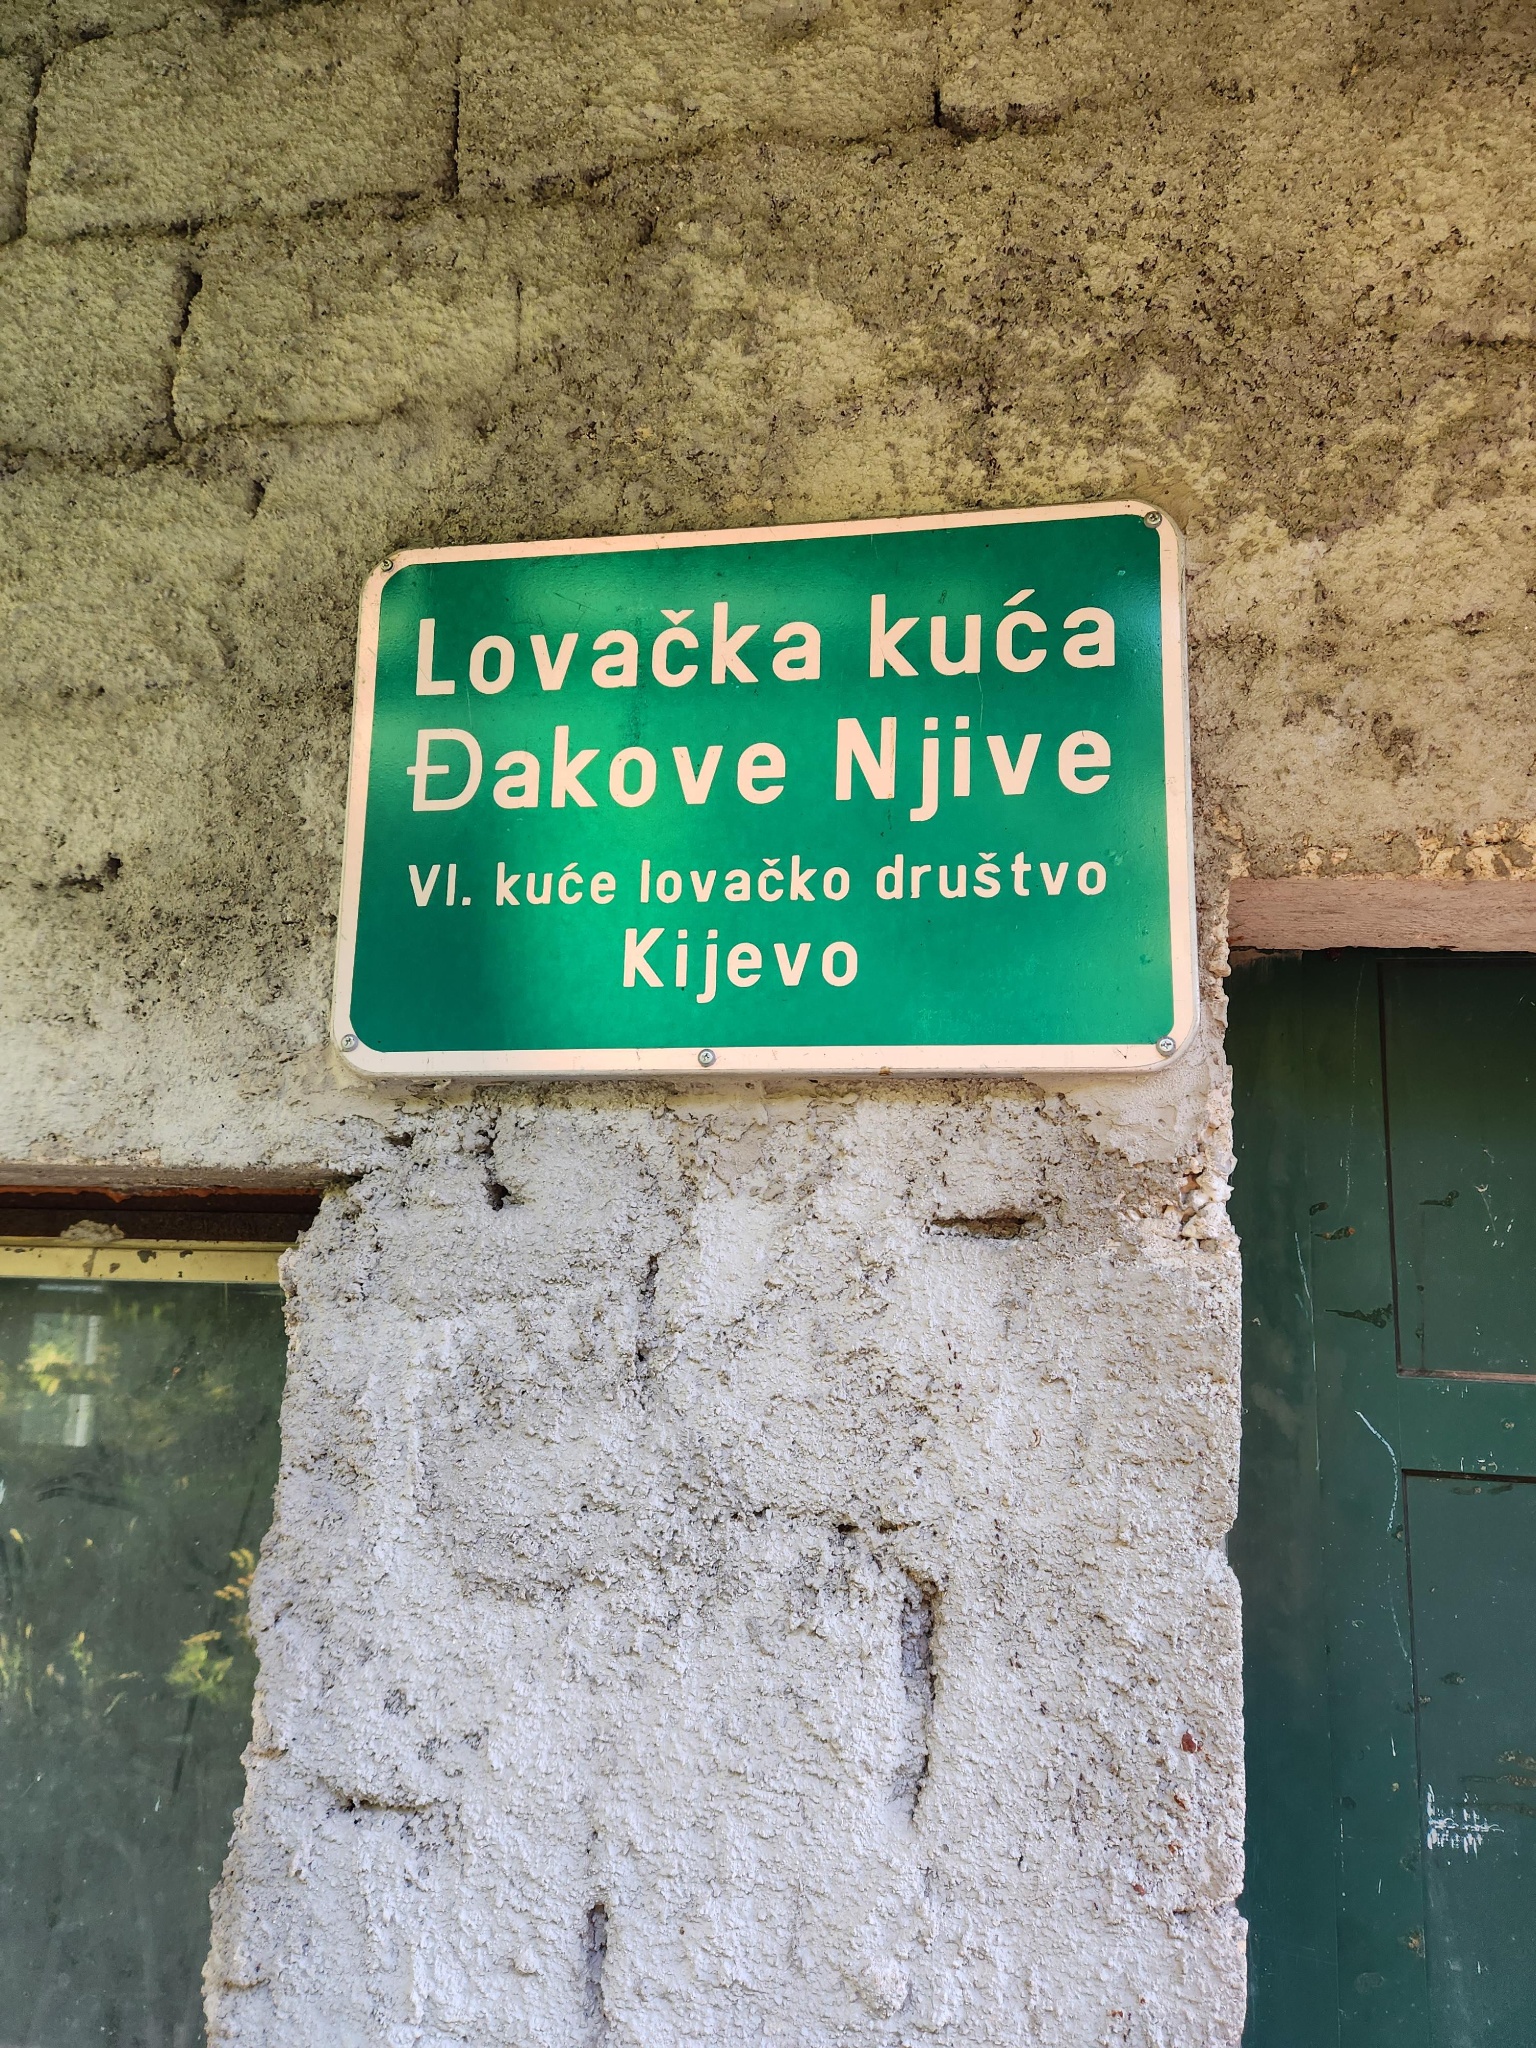 Lovačka kuća
Đakove Njive
Vl. kuće lovačko društvo
Kijevo